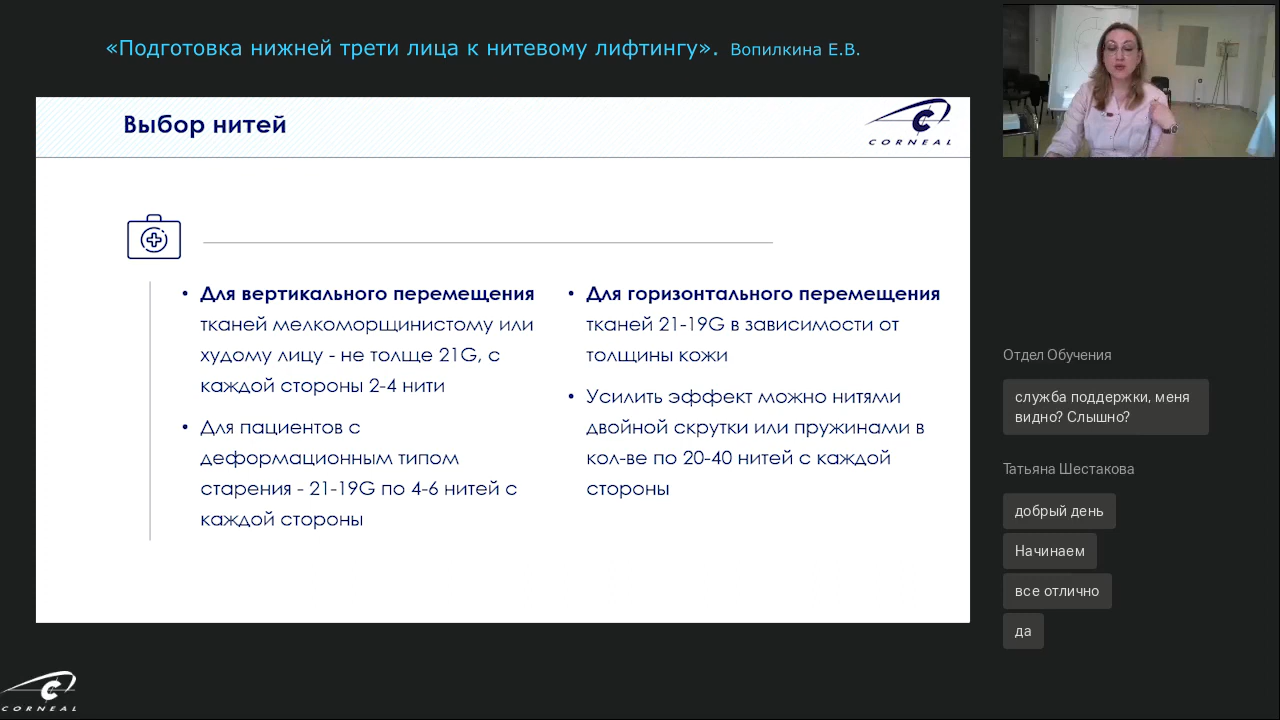 «Подготовка нижней трети лица к нитевому лифтингу». Вопилкина Е.В.
Выбор нитей
CORNEAL
• Для вертикального перемещения
тканей мелкоморщинистому или
худому лицу - не толще 21G, с
каждой стороны 2-4 нити
• Для пациентов с
деформационным типом
старения - 21-19G по 4-6 нитей с
каждой стороны
• Для горизонтального перемещения
тканей 21-19G в зависимости от
толщины кожи
• Усилить эффект можно нитями
двойной скрутки или пружинами в
кол-ве по 20-40 нитей с каждой
стороны
Отдел Обучения
служба поддержки, меня
видно? Слышно?
Татьяна Шестакова
добрый день
Начинаем
все отлично
да
CORNEAL